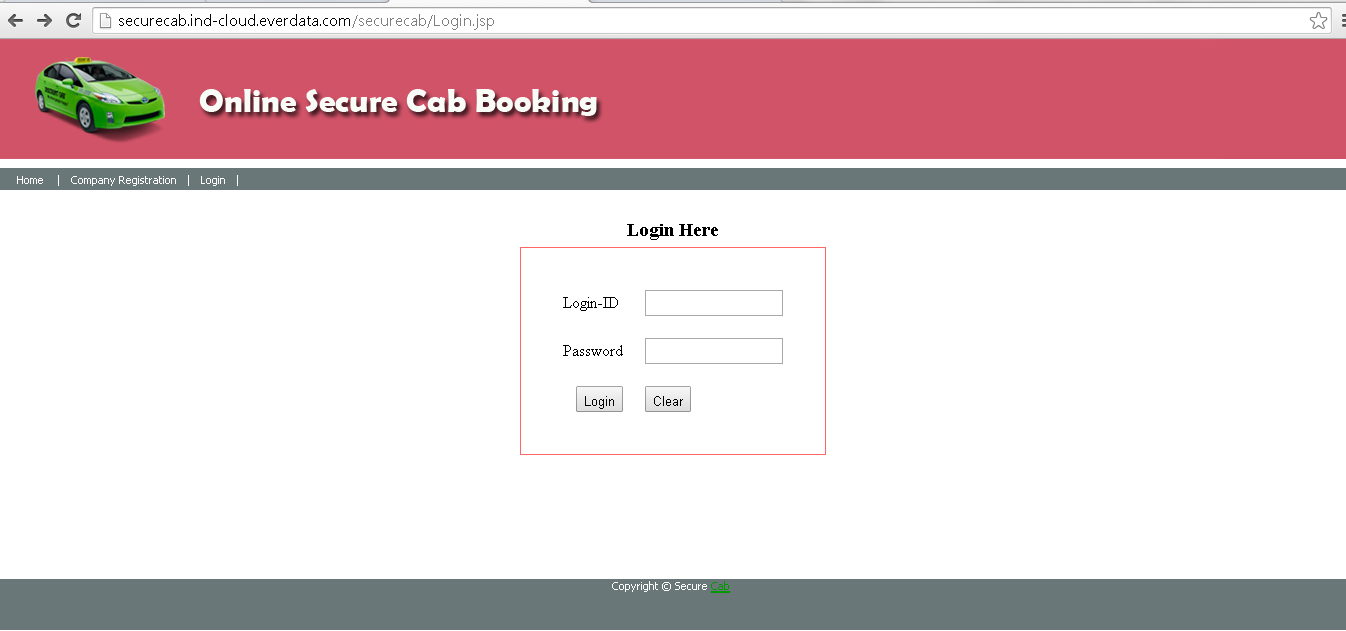 securecab.ind-cloud.everdata.com/securecab/Login.jsp
Online Secure Cab Booking
Home | Company Registration | Login |
Login Here
Login-ID
Password
Login Clear
Copyright © Secure Cab